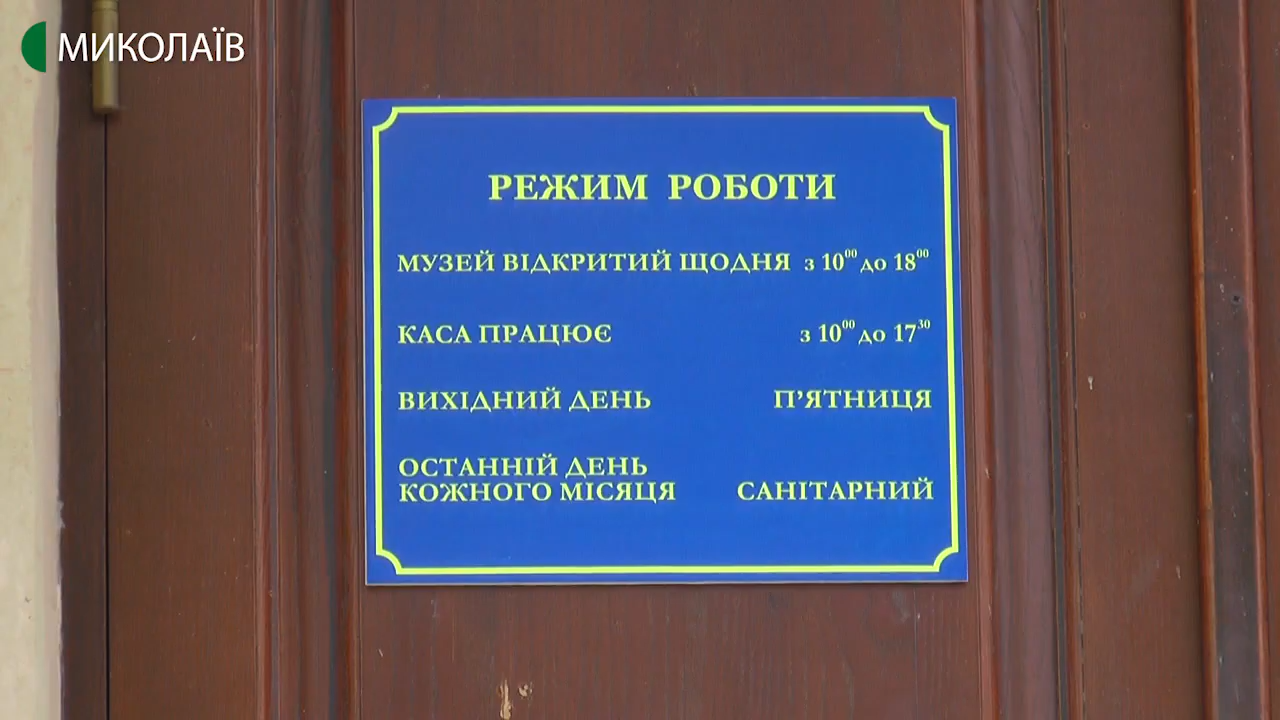 МИКОЛАЇВ
РЕЖИМ РОБОТИ
МУЗЕЙ ВІДКРИТИЙ ЩОДНЯ з 10⁰⁰ до 18⁰⁰
КАСА ПРАЦЮЄ з 10⁰⁰ до 17³⁰
ВИХІДНИЙ ДЕНЬ П’ЯТНИЦЯ
ОСТАННІЙ ДЕНЬ
КОЖНОГО МІСЯЦЯ САНІТАРНИЙ